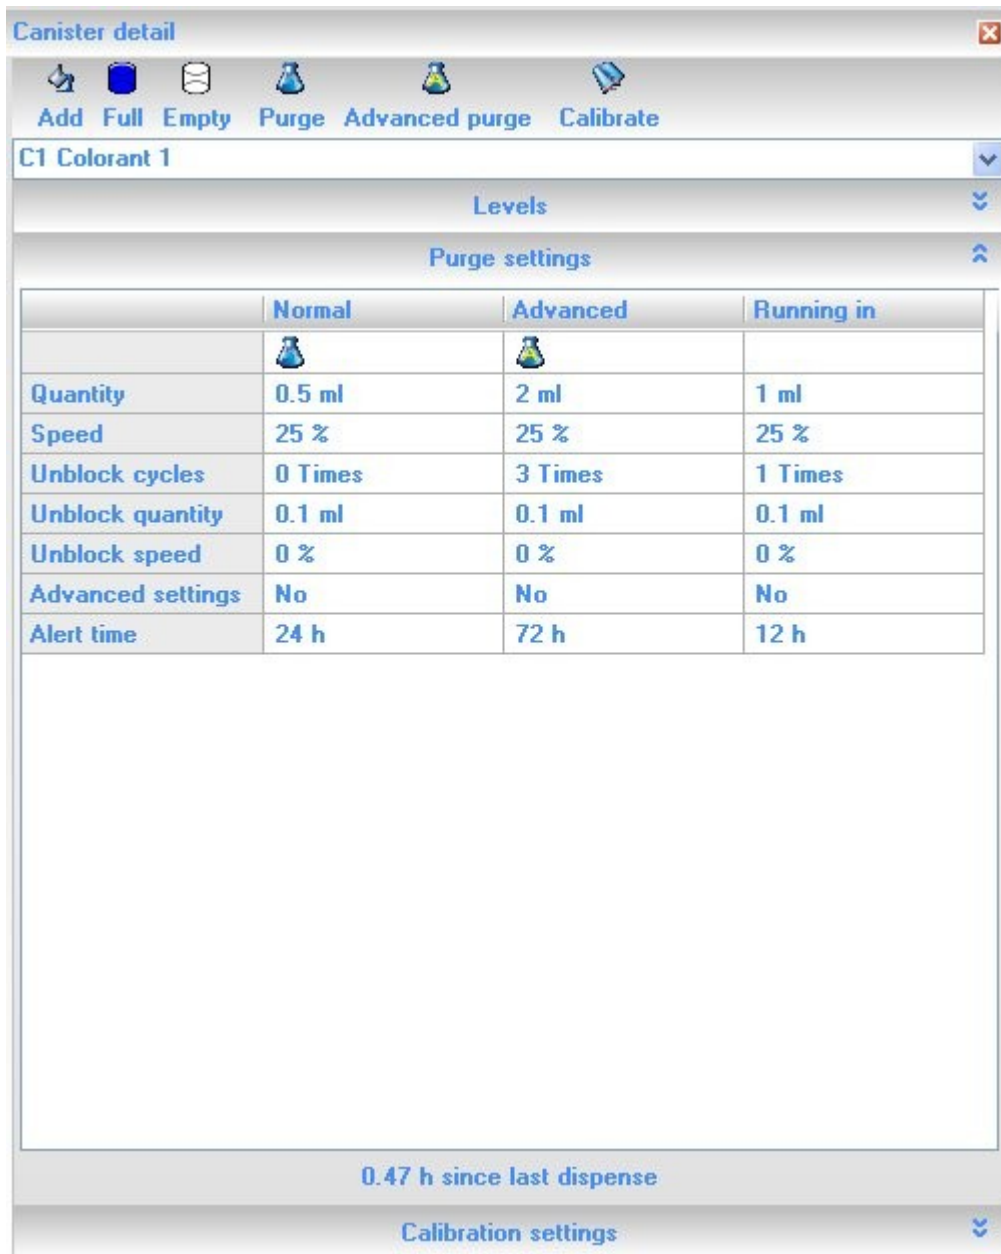 Canister detail
Add Full Empty Purge Advanced purge Calibrate
C1 Colorant 1
Levels
Purge settings
Normal Advanced Running in
Quantity 0.5 ml 2 ml 1 ml
Speed 25 % 25 % 25 %
Unblock cycles 0 Times 3 Times 1 Times
Unblock quantity 0.1 ml 0.1 ml 0.1 ml
Unblock speed 0 % 0 % 0 %
Advanced settings No No No
Alert time 24 h 72 h 12 h
0.47 h since last dispense
Calibration settings